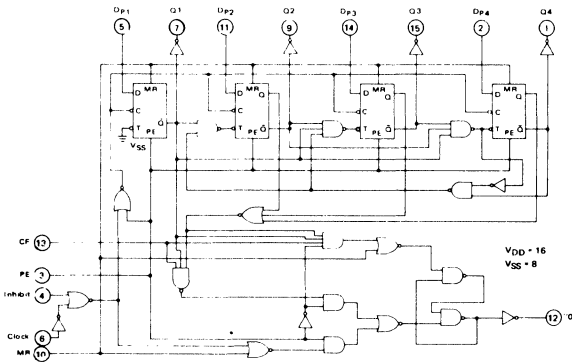 DP1 Q1 DP2 Q2 DP3 Q3 DP4 Q4
5 7 11 9 14 15 2 1
MR MR Q MR Q MR Q
D D D D
C C C C
T Q̄ T Q̄ T Q̄ T Q̄
PE PE PE PE
VSS
CF 13
PE 3
Inhibit 4
Clock 6
MR 10
VDD = 16
VSS = 8
12 "0